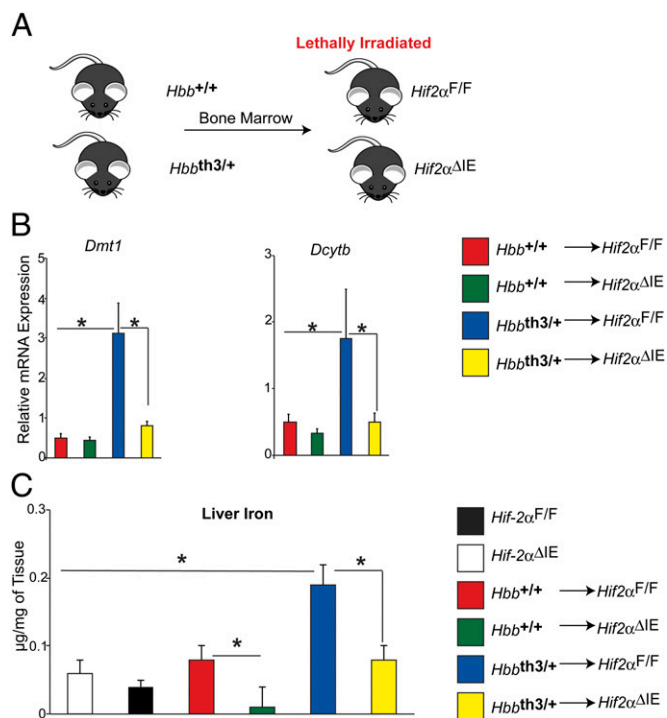 A
Lethally Irradiated
Hbb+/+
Hif2αF/F
Bone Marrow
Hbbth3/+
Hif2αΔIE
B
Dmt1
Dcytb
Relative mRNA Expression
5
4
3
2
1
0
*
*
3
2
1
0
*
*
Hbb+/+ → Hif2αF/F
Hbb+/+ → Hif2αΔIE
Hbbth3/+ → Hif2αF/F
Hbbth3/+ → Hif2αΔIE
C
Liver Iron
µg/mg of Tissue
0.3
0.2
0.1
0
*
*
*
Hif-2αF/F
Hif-2αΔIE
Hbb+/+ → Hif2αF/F
Hbb+/+ → Hif2αΔIE
Hbbth3/+ → Hif2αF/F
Hbbth3/+ → Hif2αΔIE